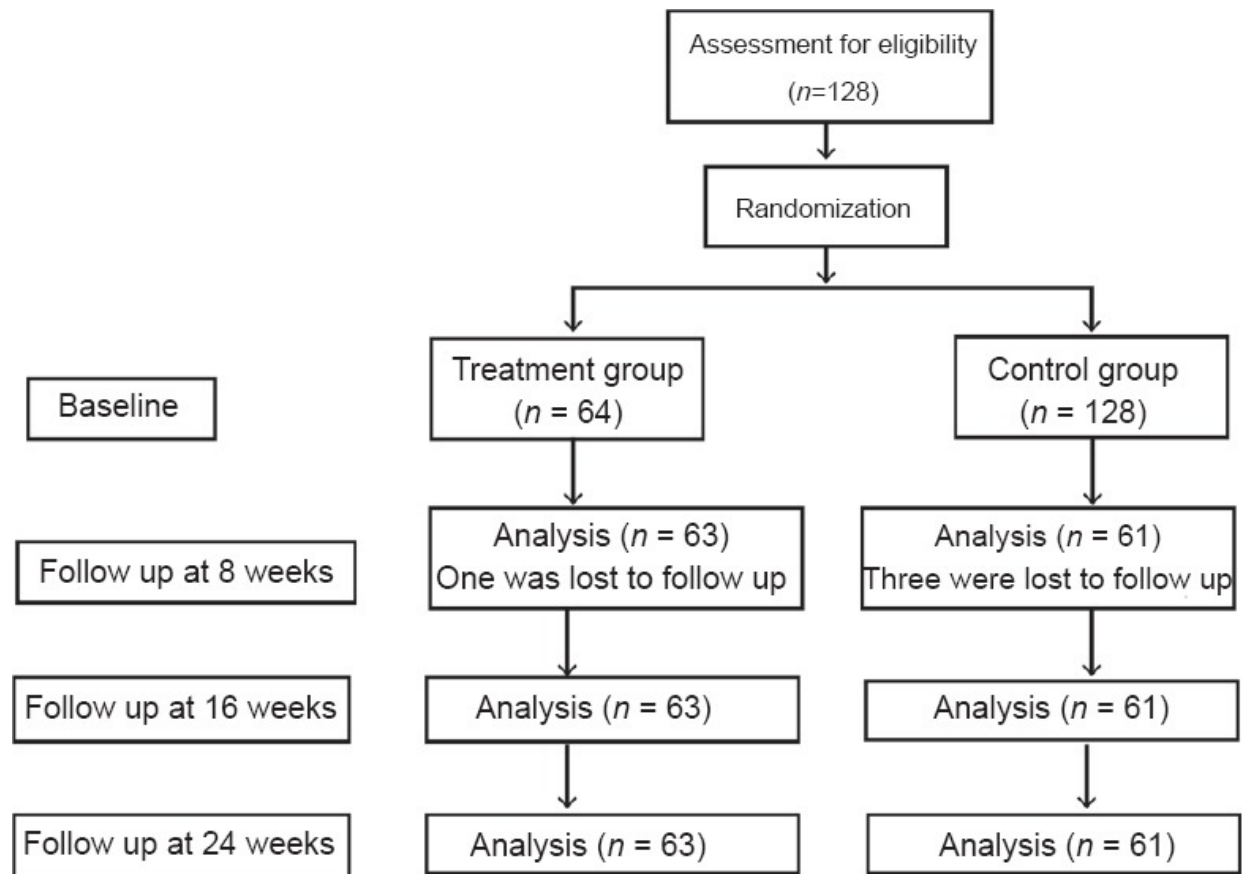 Assessment for eligibility
(n=128)
Randomization
Treatment group
(n = 64)
Control group
(n = 128)
Baseline
Analysis (n = 63)
One was lost to follow up
Analysis (n = 61)
Three were lost to follow up
Follow up at 8 weeks
Follow up at 16 weeks
Analysis (n = 63)
Analysis (n = 61)
Follow up at 24 weeks
Analysis (n = 63)
Analysis (n = 61)